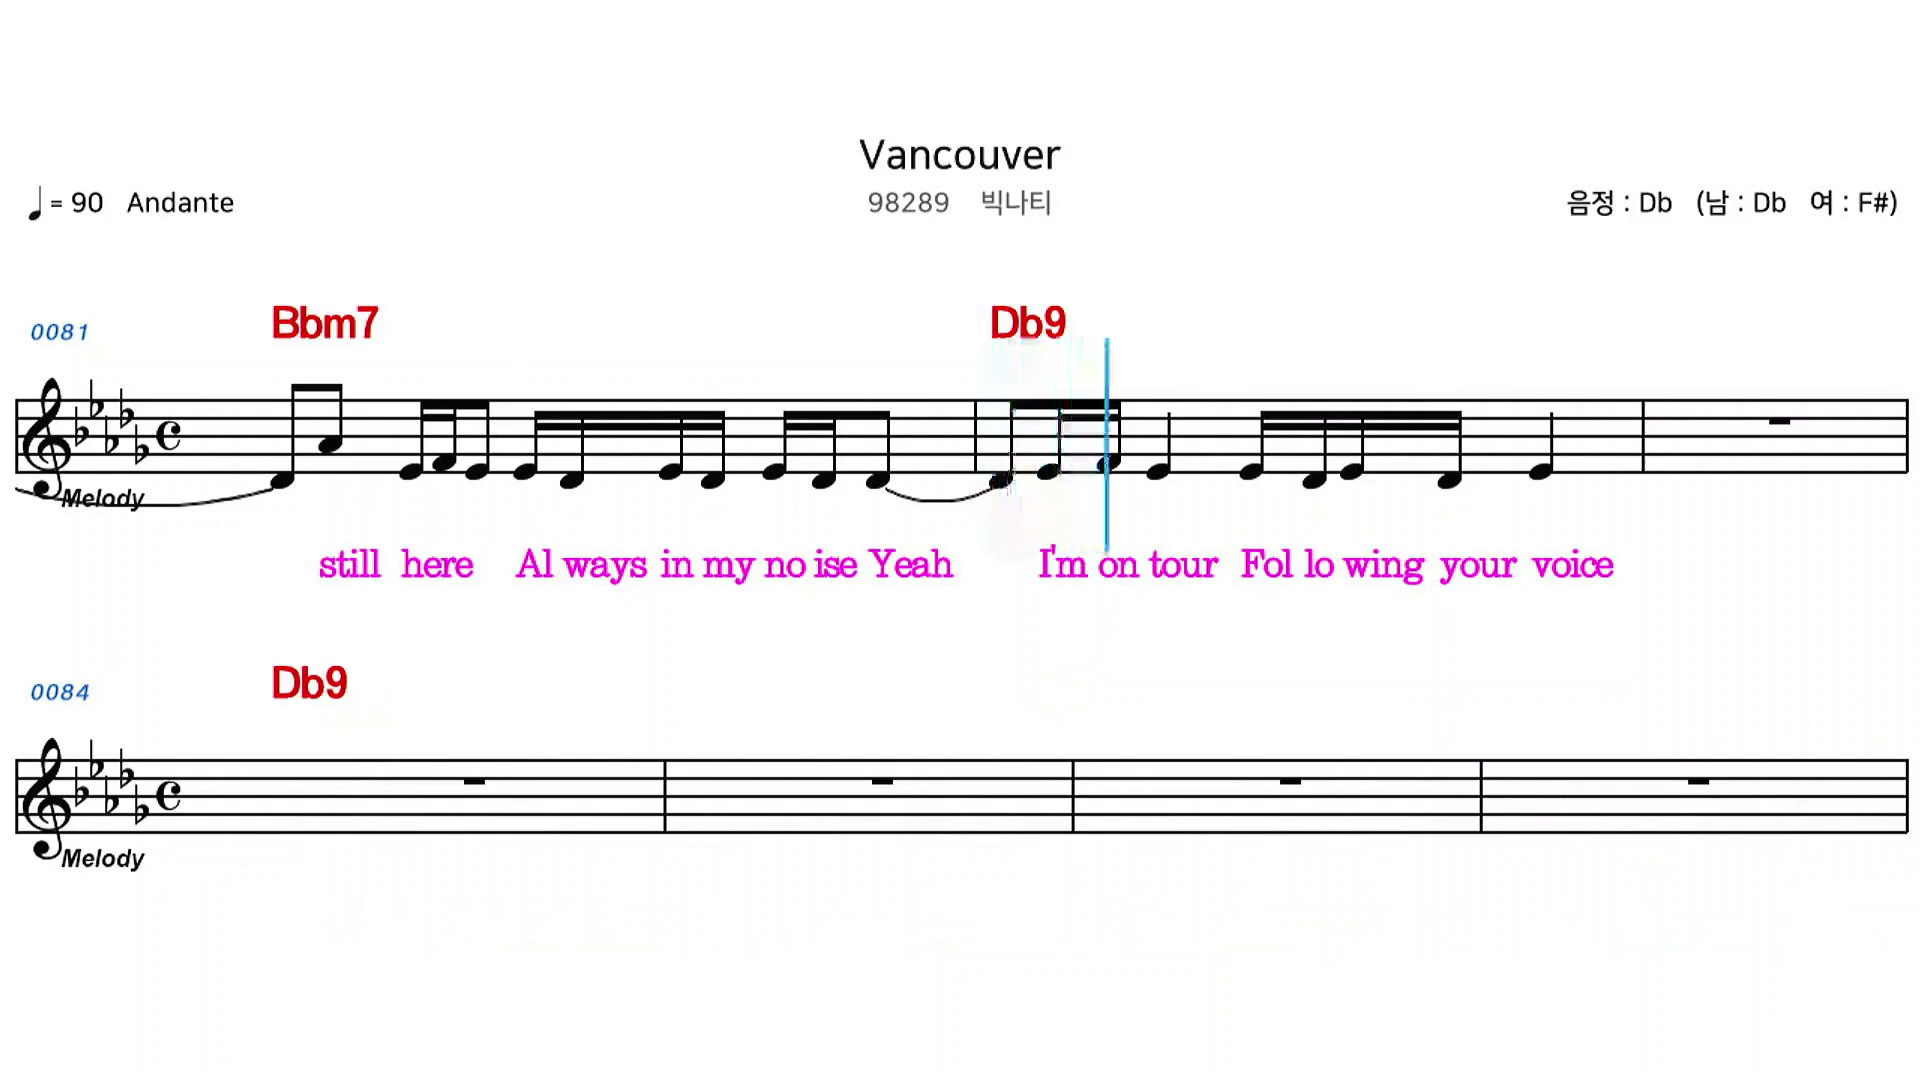 Vancouver
= 90 Andante
98289 빅나티
음정 : Db (남 : Db 여 : F#)
0081 Bbm7 Db9
Melody
still here Al ways in my no ise Yeah I'm on tour Fol lo wing your voice
0084 Db9
Melody